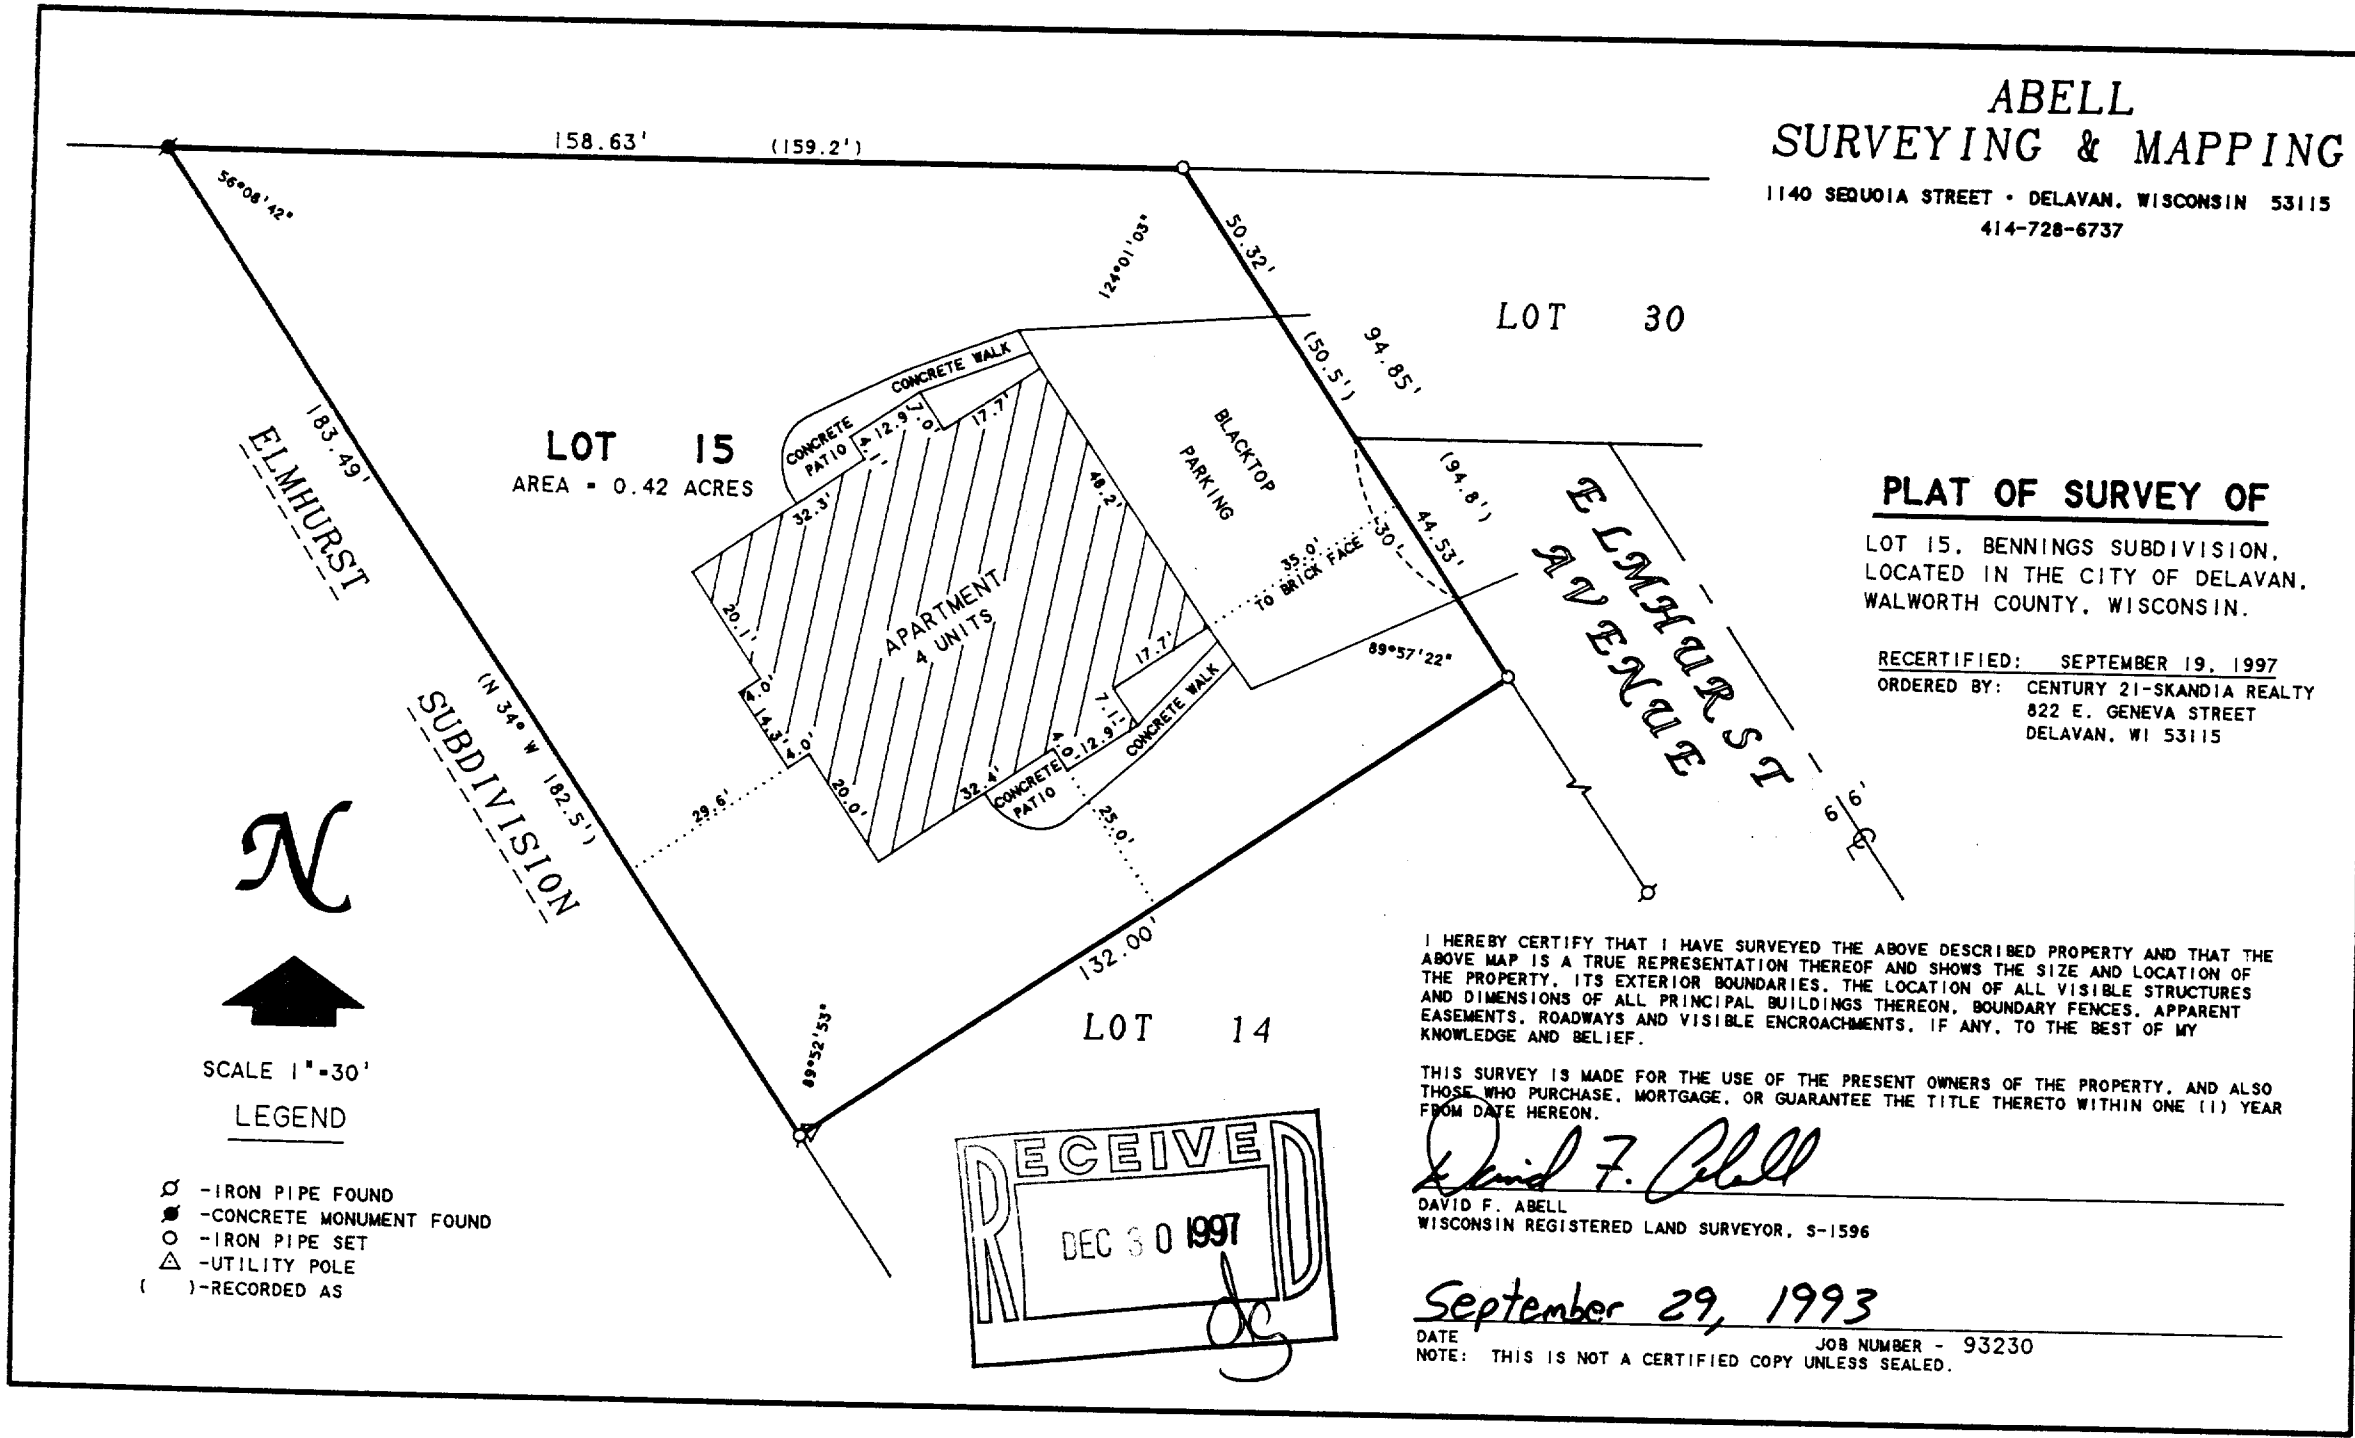 ABELL
SURVEYING & MAPPING
1140 SEQUOIA STREET • DELAVAN, WISCONSIN 53115
414-728-6737
158.63'
(159.2')
56°08'42"
124°01'03"
50.32'
(50.5')
94.85'
(94.8')
44.53'
LOT 30
183.49'
ELMHURST
SUBDIVISION
(N 34° W 182.5')
LOT 15
AREA = 0.42 ACRES
CONCRETE WALK
CONCRETE
PATIO
4.1'
12.9'
7.0'
17.7'
32.3'
48.2'
BLACKTOP
PARKING
30'
35.0'
TO BRICK FACE
APARTMENT
4 UNITS
20.1'
4.0'
14.3'
4.0'
20.0'
32.4'
4.0'
12.9'
7.1'
17.7'
CONCRETE WALK
CONCRETE
PATIO
29.6'
25.0'
89°57'22"
132.00'
89°52'53"
LOT 14
ELMHURST
AVENUE
66'
CL
PLAT OF SURVEY OF
LOT 15, BENNINGS SUBDIVISION,
LOCATED IN THE CITY OF DELAVAN,
WALWORTH COUNTY, WISCONSIN.
RECERTIFIED: SEPTEMBER 19, 1997
ORDERED BY: CENTURY 21-SKANDIA REALTY
822 E. GENEVA STREET
DELAVAN, WI 53115
N
SCALE 1"=30'
LEGEND
-IRON PIPE FOUND
-CONCRETE MONUMENT FOUND
-IRON PIPE SET
-UTILITY POLE
( )-RECORDED AS
RECEIVED
DEC 30 1997
I HEREBY CERTIFY THAT I HAVE SURVEYED THE ABOVE DESCRIBED PROPERTY AND THAT THE
ABOVE MAP IS A TRUE REPRESENTATION THEREOF AND SHOWS THE SIZE AND LOCATION OF
THE PROPERTY, ITS EXTERIOR BOUNDARIES, THE LOCATION OF ALL VISIBLE STRUCTURES
AND DIMENSIONS OF ALL PRINCIPAL BUILDINGS THEREON, BOUNDARY FENCES, APPARENT
EASEMENTS, ROADWAYS AND VISIBLE ENCROACHMENTS, IF ANY, TO THE BEST OF MY
KNOWLEDGE AND BELIEF.
THIS SURVEY IS MADE FOR THE USE OF THE PRESENT OWNERS OF THE PROPERTY, AND ALSO
THOSE WHO PURCHASE, MORTGAGE, OR GUARANTEE THE TITLE THERETO WITHIN ONE (1) YEAR
FROM DATE HEREON.
David F. Abell
DAVID F. ABELL
WISCONSIN REGISTERED LAND SURVEYOR, S-1596
September 29, 1993
DATE
JOB NUMBER - 93230
NOTE: THIS IS NOT A CERTIFIED COPY UNLESS SEALED.